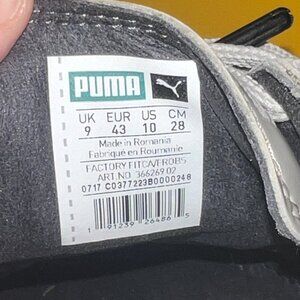 PUMA
UK EUR US CM
9 43 10 28
Made in Romania
Fabriqué en Roumanie
FACTORY FITCA/FROBS
ART.NO. 366269 02
0717 C0377223B0000248
1 91239 26486 5